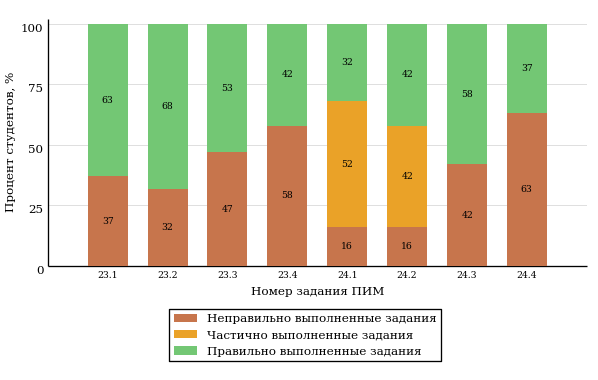 Процент студентов, %
100
75
50
25
0
63 68 53 42 32 42 58 37
52 42
37 32 47 58 16 16 42 63
23.1 23.2 23.3 23.4 24.1 24.2 24.3 24.4
Номер задания ПИМ
Неправильно выполненные задания
Частично выполненные задания
Правильно выполненные задания